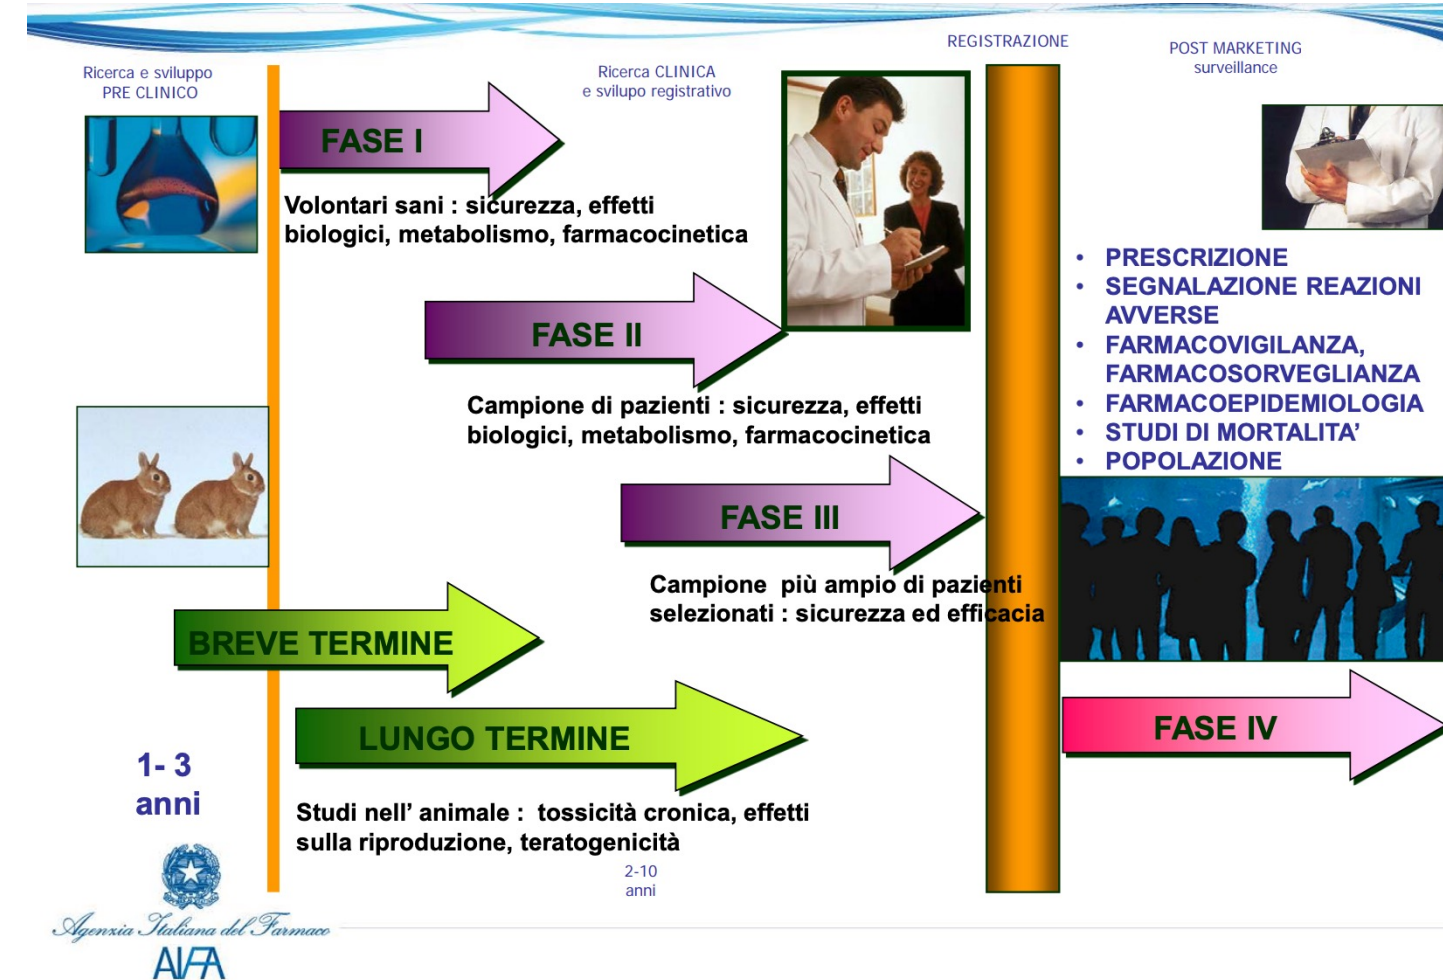 Ricerca e sviluppo
PRE CLINICO
Ricerca CLINICA
e svilupo registrativo
REGISTRAZIONE
POST MARKETING
surveillance
FASE I
Volontari sani : sicurezza, effetti
biologici, metabolismo, farmacocinetica
FASE II
Campione di pazienti : sicurezza, effetti
biologici, metabolismo, farmacocinetica
FASE III
Campione più ampio di pazienti
selezionati : sicurezza ed efficacia
• PRESCRIZIONE
• SEGNALAZIONE REAZIONI
AVVERSE
• FARMACOVIGILANZA,
FARMACOSORVEGLIANZA
• FARMACOEPIDEMIOLOGIA
• STUDI DI MORTALITA’
• POPOLAZIONE
BREVE TERMINE
LUNGO TERMINE
FASE IV
1- 3
anni
Studi nell’ animale : tossicità cronica, effetti
sulla riproduzione, teratogenicità
2-10
anni
Agenzia Italiana del Farmaco
AIFA